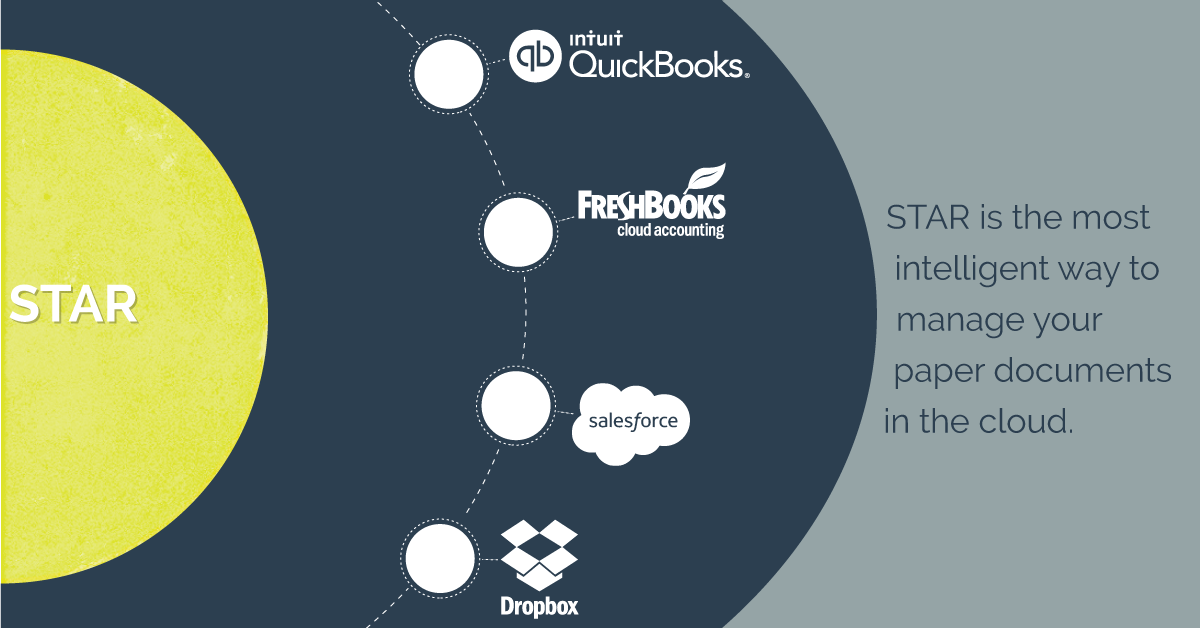 STAR
qb
intuit
QuickBooks®
FreshBooks
cloud accounting
salesforce
Dropbox
STAR is the most
intelligent way to
manage your
paper documents
in the cloud.